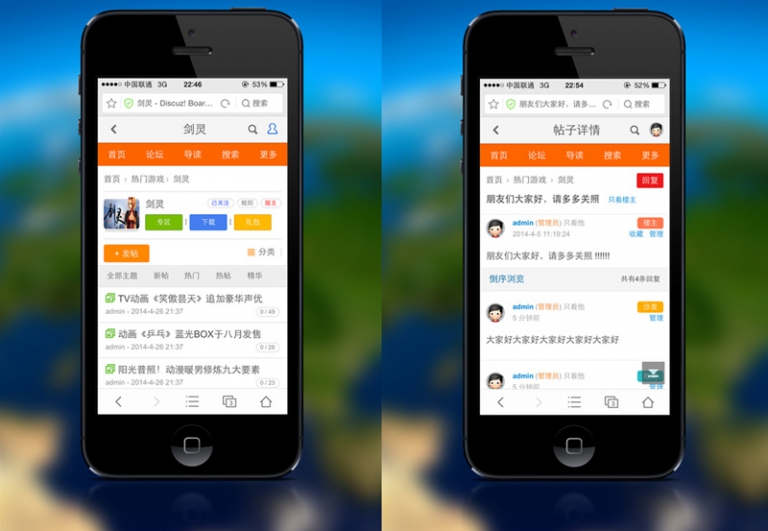 中国联通 3G 22:46 53%
剑灵 - Discuz! Boar... 搜索
剑灵
首页 论坛 导读 搜索 更多
首页 › 热门游戏 › 剑灵
剑灵 已关注 规则 版主
专区 下载 礼包
+ 发帖 分类
全部主题 新帖 热门 热帖 精华
TV动画《笑傲昙天》追加豪华声优
admin - 2014-4-26 21:37 0 / 49
动画《乒乓》蓝光BOX于八月发售
admin - 2014-4-26 21:37 0 / 26
阳光普照！动漫暖男修炼九大要素
admin - 2014-4-26 21:37 0 / 23
3
中国联通 3G 22:54 52%
朋友们大家好，请多... 搜索
帖子详情
首页 论坛 导读 搜索 更多
首页 › 热门游戏 › 剑灵 回复
朋友们大家好，请多多关照 只看楼主
admin (管理员) 只看他 楼主
2014-4-5 11:19:24 收藏 管理
朋友们大家好，请多多关照 !!!!!!
倒序浏览 共有4条回复
admin (管理员) 只看他 沙发
5 分钟前 管理
大家好大家好大家好大家好大家好
admin (管理员) 只看他
5 分钟前 管理
3